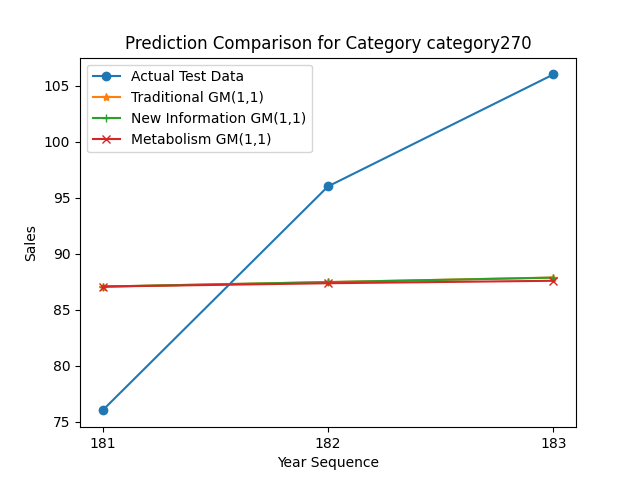 Prediction Comparison for Category category270
Actual Test Data
Traditional GM(1,1)
New Information GM(1,1)
Metabolism GM(1,1)
105
100
95
90
85
80
75
Sales
181
182
183
Year Sequence